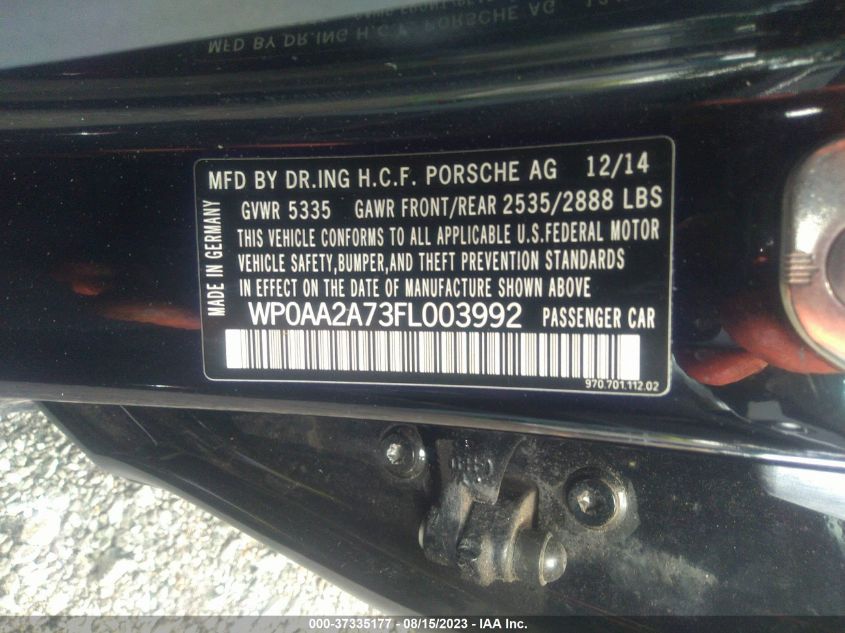 MFD BY DR.ING H.C.F. PORSCHE AG 12/14
GVWR 5335 GAWR FRONT/REAR 2535/2888 LBS
THIS VEHICLE CONFORMS TO ALL APPLICABLE U.S.FEDERAL MOTOR
VEHICLE SAFETY,BUMPER,AND THEFT PREVENTION STANDARDS
IN EFFECT ON THE DATE OF MANUFACTURE SHOWN ABOVE
WP0AA2A73FL003992 PASSENGER CAR
970.701.112.02
MADE IN GERMANY
000-37335177 - 08/15/2023 - IAA Inc.